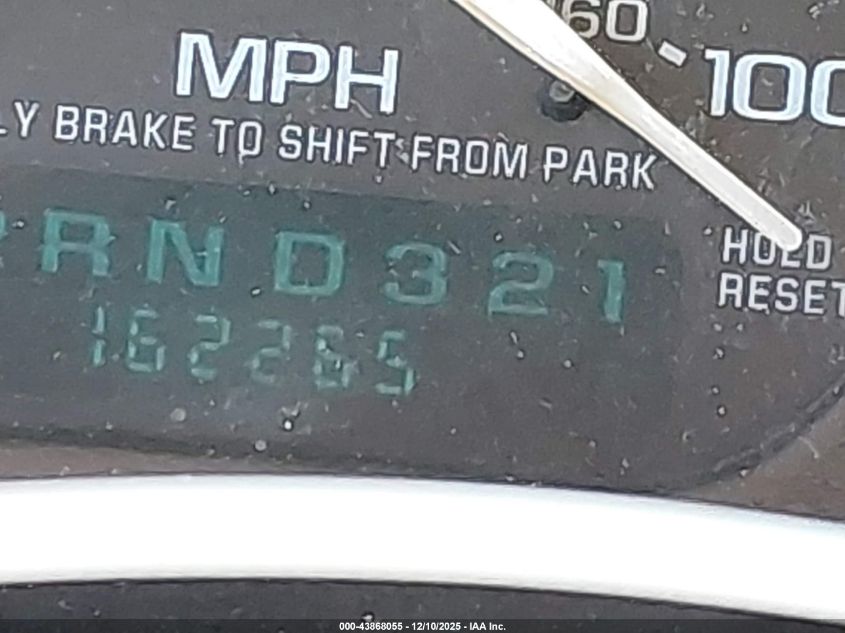 60
100
MPH
LY BRAKE TO SHIFT FROM PARK
HOLD
RESET
RND321
162265
000-43868055 - 12/10/2025 - IAA Inc.